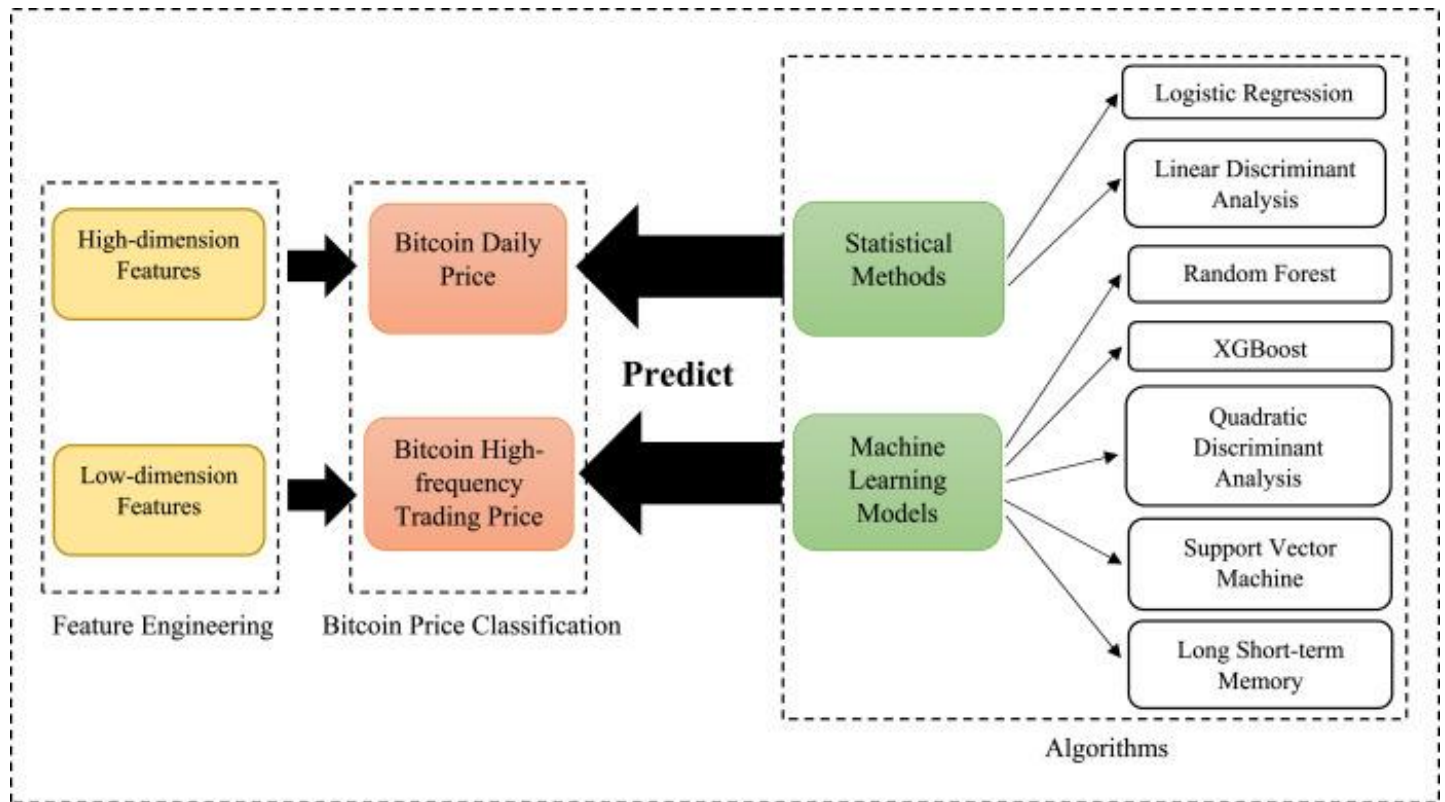 High-dimension
Features
Low-dimension
Features
Feature Engineering
Bitcoin Daily
Price
Bitcoin High-
frequency
Trading Price
Bitcoin Price Classification
Predict
Statistical
Methods
Machine
Learning
Models
Logistic Regression
Linear Discriminant
Analysis
Random Forest
XGBoost
Quadratic
Discriminant
Analysis
Support Vector
Machine
Long Short-term
Memory
Algorithms